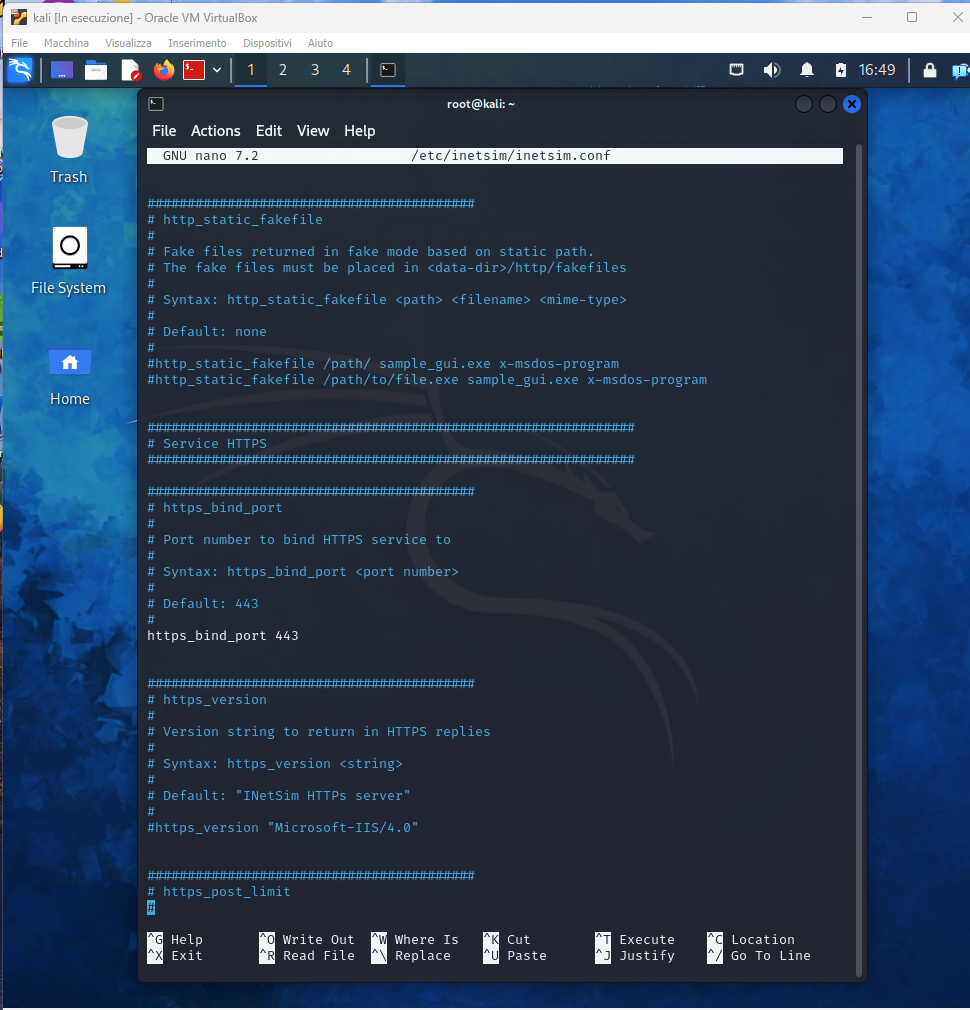 kali [In esecuzione] - Oracle VM VirtualBox
File Macchina Visualizza Inserimento Dispositivi Aiuto
1 2 3 4 16:49
root@kali: ~
File Actions Edit View Help
GNU nano 7.2 /etc/inetsim/inetsim.conf
Trash
File System
Home
#########################################
# http_static_fakefile
#
# Fake files returned in fake mode based on static path.
# The fake files must be placed in <data-dir>/http/fakefiles
#
# Syntax: http_static_fakefile <path> <filename> <mime-type>
#
# Default: none
#
#http_static_fakefile /path/ sample_gui.exe x-msdos-program
#http_static_fakefile /path/to/file.exe sample_gui.exe x-msdos-program
#############################################################
# Service HTTPS
#############################################################
#########################################
# https_bind_port
#
# Port number to bind HTTPS service to
#
# Syntax: https_bind_port <port number>
#
# Default: 443
#
https_bind_port 443
#########################################
# https_version
#
# Version string to return in HTTPS replies
#
# Syntax: https_version <string>
#
# Default: "INetSim HTTPs server"
#
#https_version "Microsoft-IIS/4.0"
#########################################
# https_post_limit
#
^G Help ^O Write Out ^W Where Is ^K Cut ^T Execute ^C Location
^X Exit ^R Read File ^\ Replace ^U Paste ^J Justify ^/ Go To Line